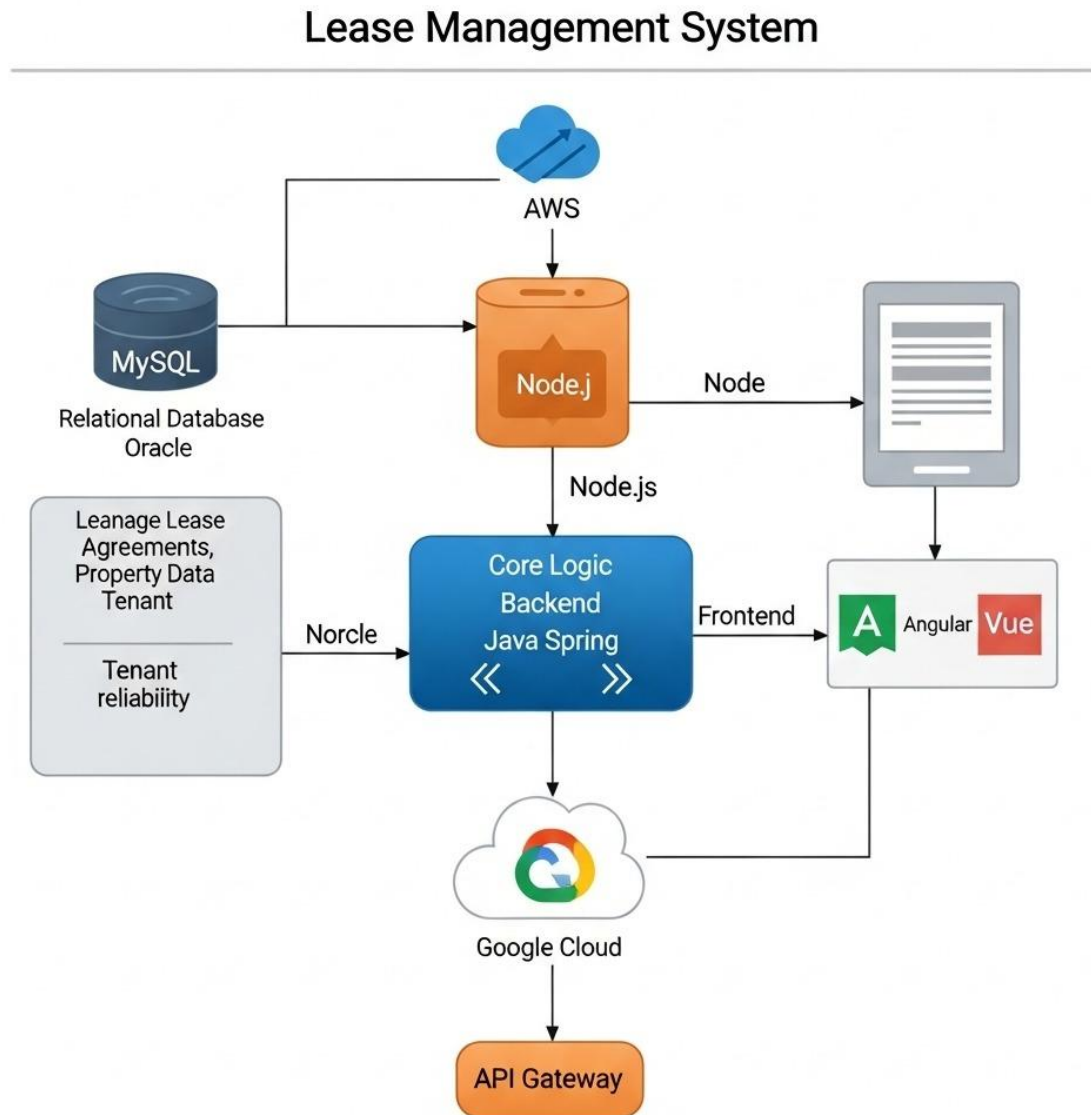 Lease Management System
AWS
MySQL
Relational Database
Oracle
Node.j
Node
Node.js
Leanage Lease
Agreements,
Property Data
Tenant
Tenant
reliability
Norcle
Core Logic
Backend
Java Spring
Frontend
A
Angular
Vue
Google Cloud
API Gateway